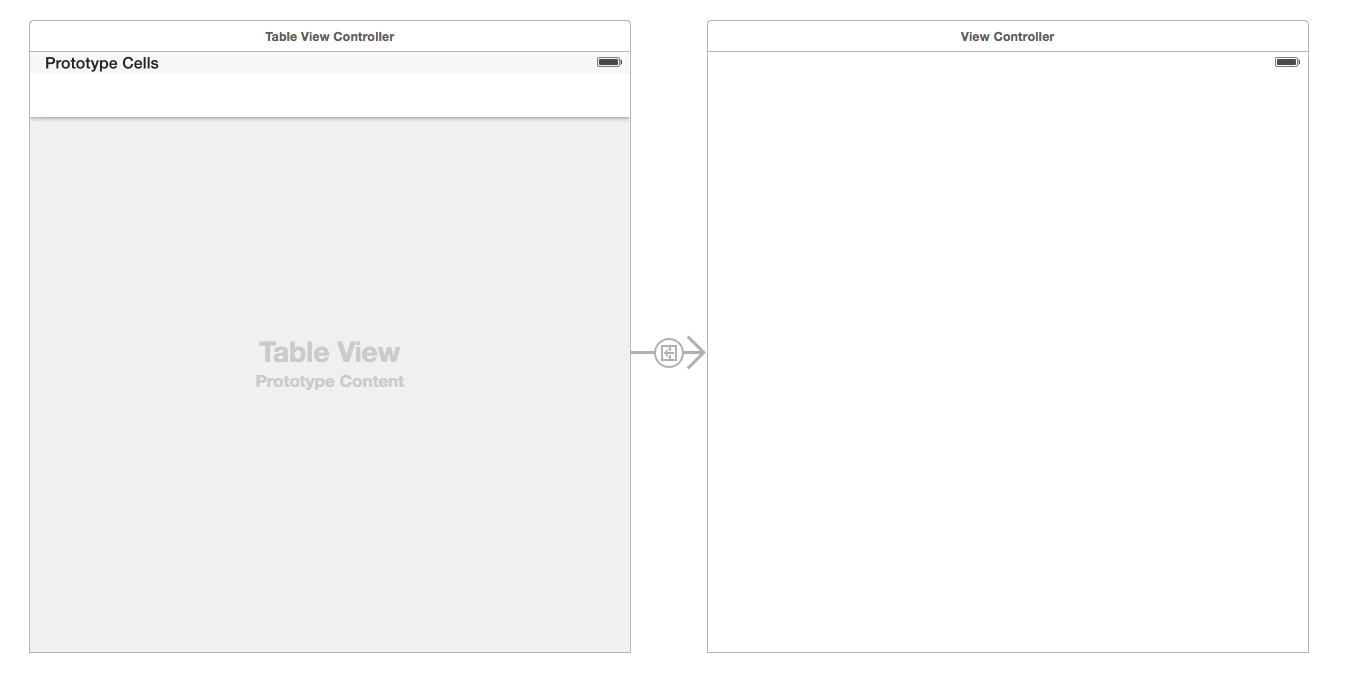 Table View Controller
Prototype Cells
Table View
Prototype Content
View Controller